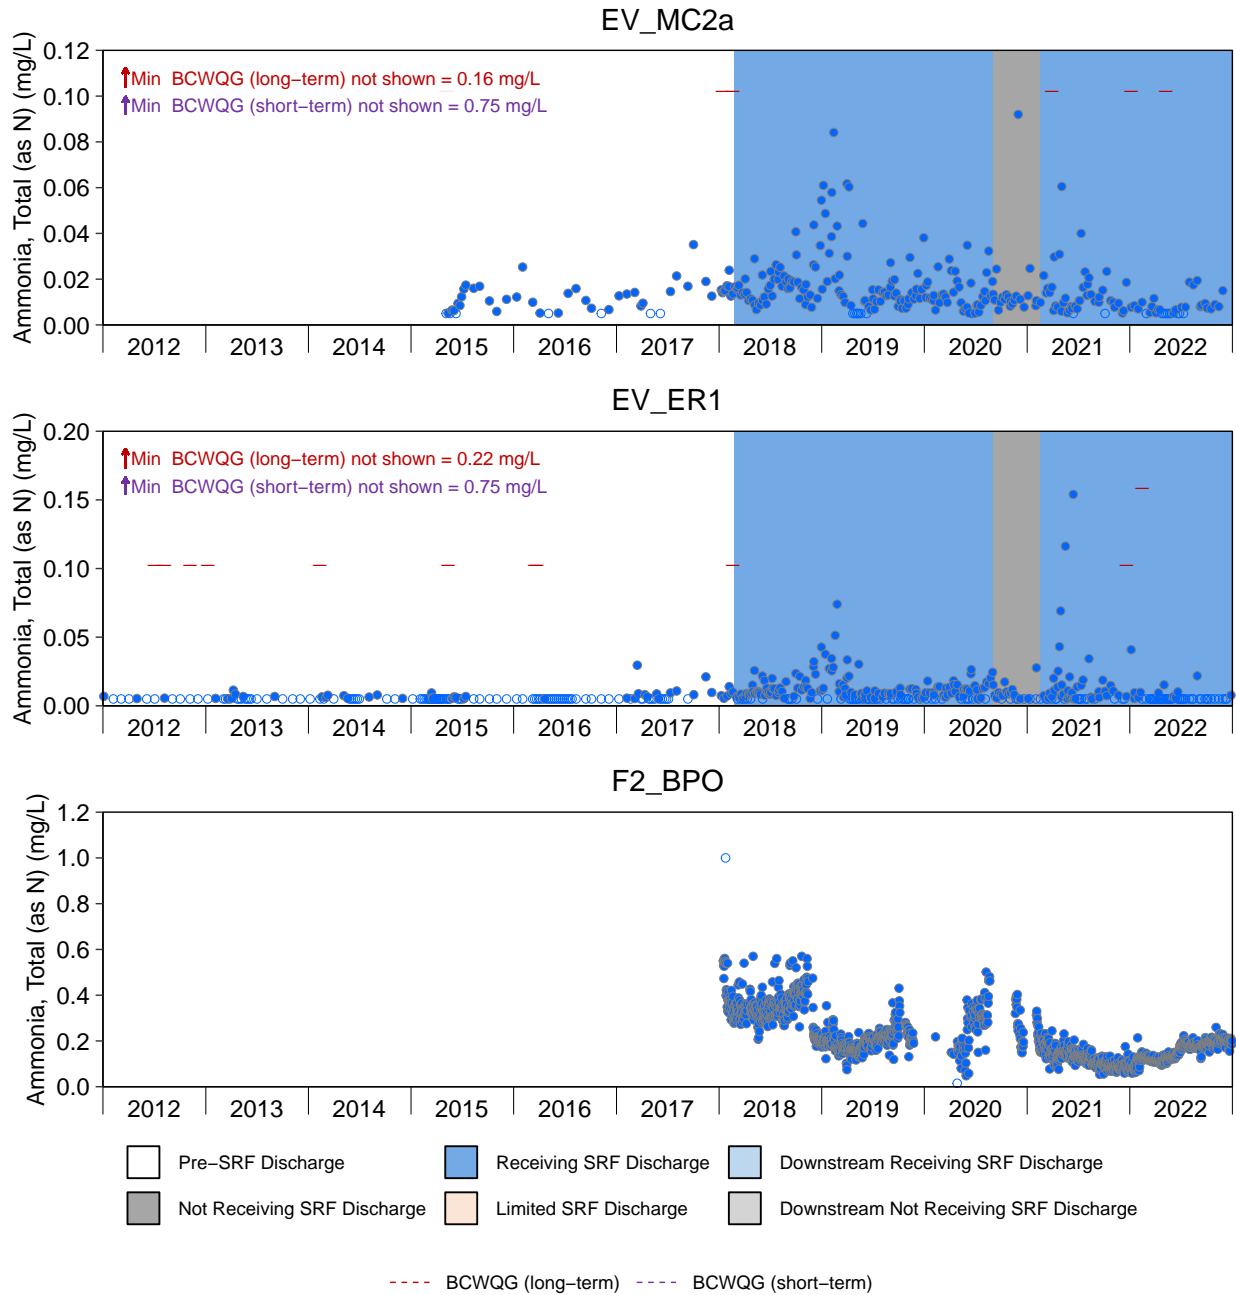 EV_MC2a
Ammonia, Total (as N) (mg/L)
0.12
0.10
0.08
0.06
0.04
0.02
0.00
Min BCWQG (long−term) not shown = 0.16 mg/L
Min BCWQG (short−term) not shown = 0.75 mg/L
2012 2013 2014 2015 2016 2017 2018 2019 2020 2021 2022
EV_ER1
Ammonia, Total (as N) (mg/L)
0.20
0.15
0.10
0.05
0.00
Min BCWQG (long−term) not shown = 0.22 mg/L
Min BCWQG (short−term) not shown = 0.75 mg/L
2012 2013 2014 2015 2016 2017 2018 2019 2020 2021 2022
F2_BPO
Ammonia, Total (as N) (mg/L)
1.2
1.0
0.8
0.6
0.4
0.2
0.0
2012 2013 2014 2015 2016 2017 2018 2019 2020 2021 2022
Pre−SRF Discharge Receiving SRF Discharge Downstream Receiving SRF Discharge
Not Receiving SRF Discharge Limited SRF Discharge Downstream Not Receiving SRF Discharge
BCWQG (long−term) BCWQG (short−term)